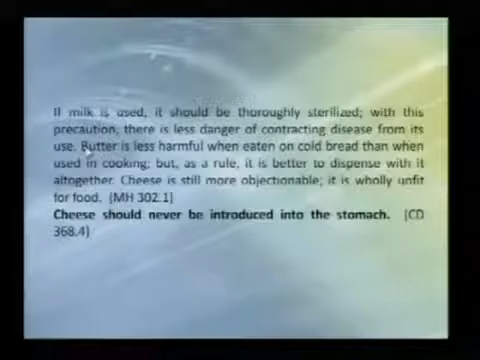 If milk is used, it should be thoroughly sterilized; with this
precaution, there is less danger of contracting disease from its
use. Butter is less harmful when eaten on cold bread than when
used in cooking; but, as a rule, it is better to dispense with it
altogether. Cheese is still more objectionable; it is wholly unfit
for food. (MH 302.1)
Cheese should never be introduced into the stomach. (CD
368.4)